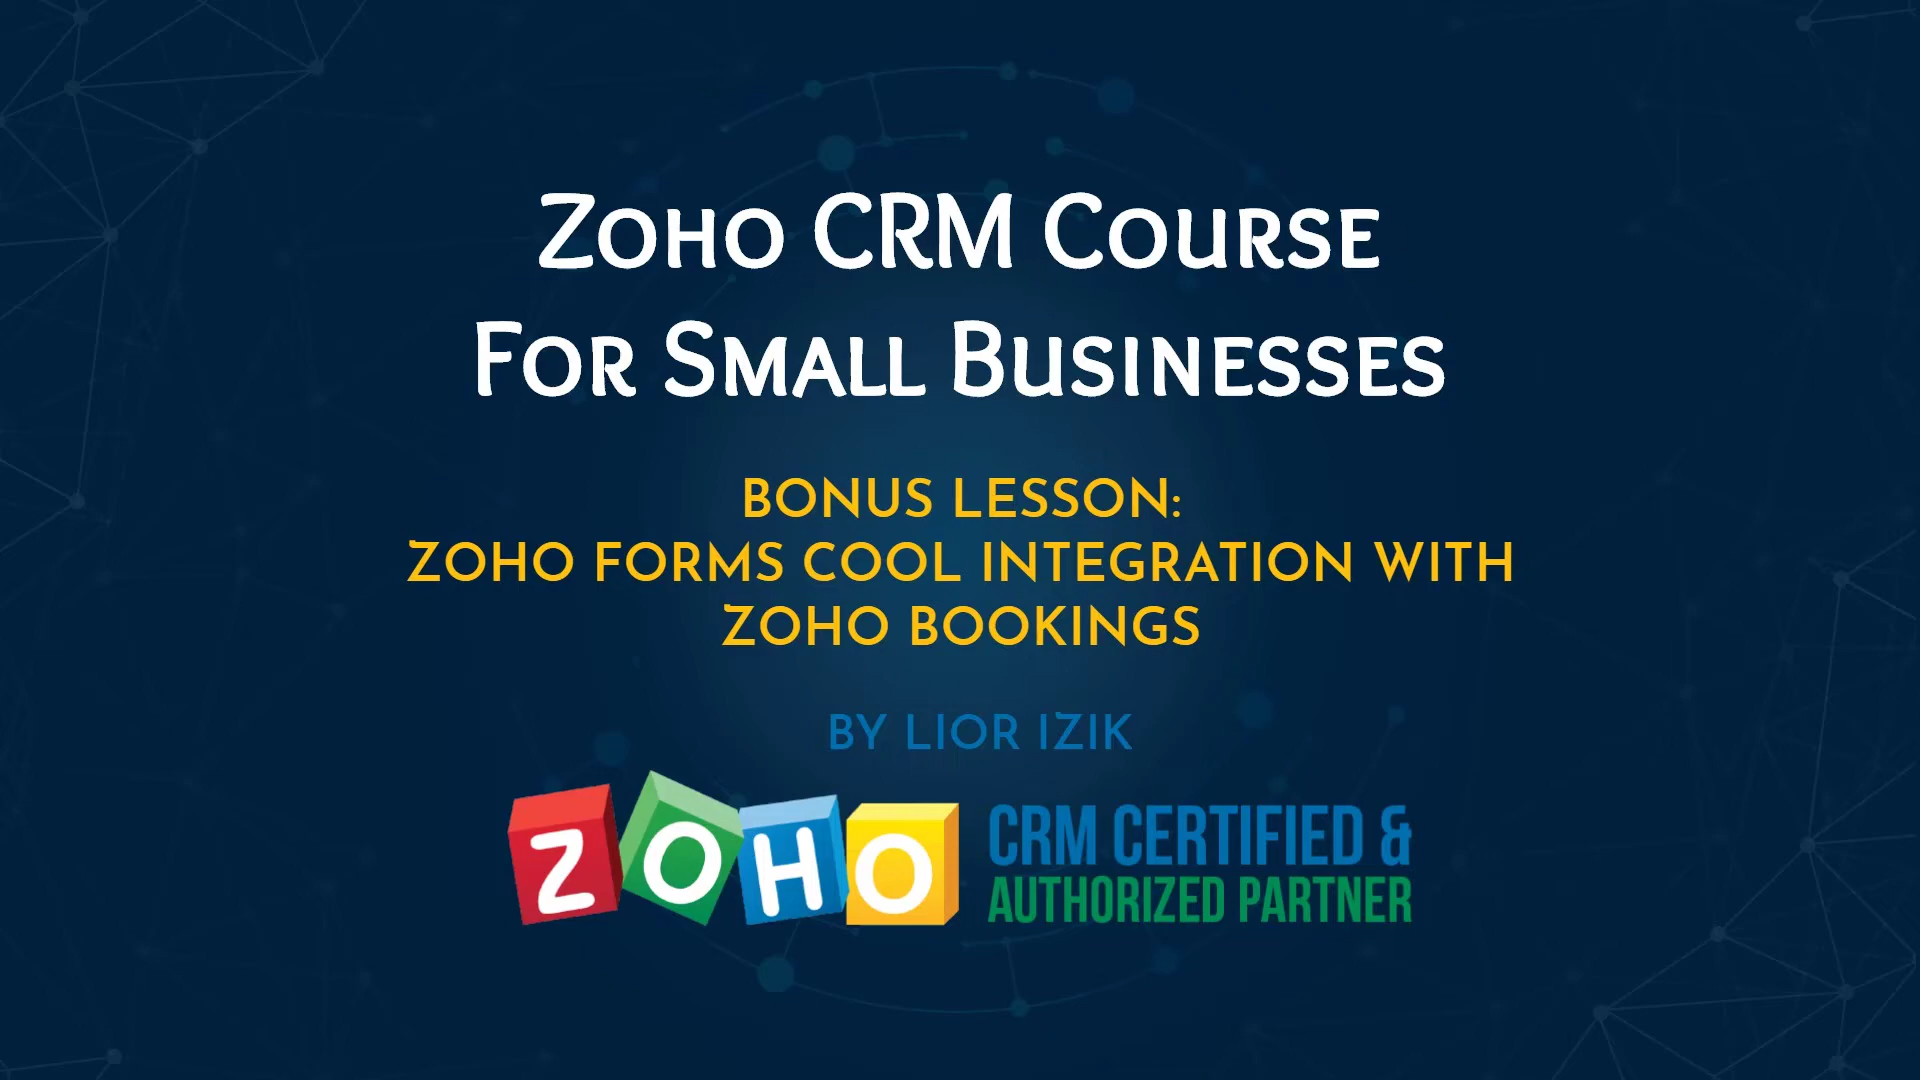 Zoho CRM Course
For Small Businesses
BONUS LESSON:
ZOHO FORMS COOL INTEGRATION WITH
ZOHO BOOKINGS
BY LIOR IZIK
ZOHO
CRM CERTIFIED &
AUTHORIZED PARTNER